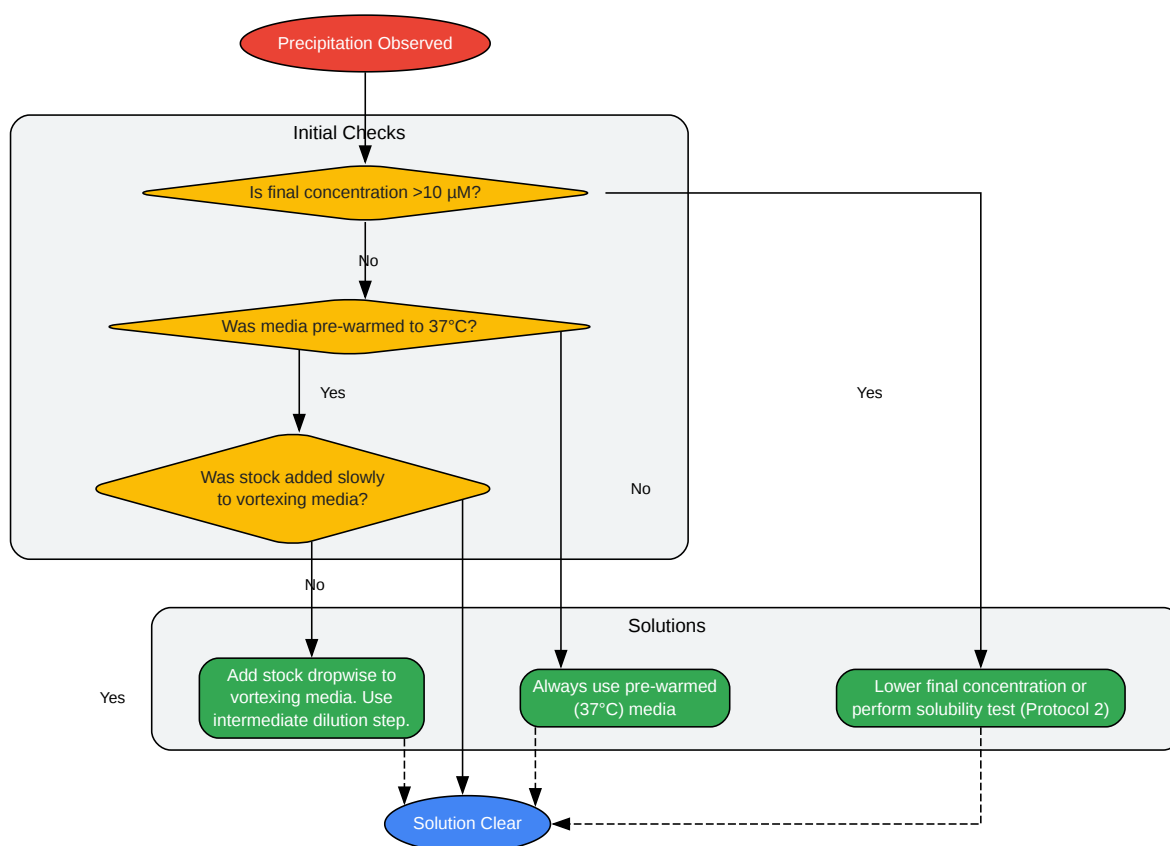 Precipitation Observed
Initial Checks
Is final concentration >10 µM?
No
Was media pre-warmed to 37°C?
Yes
Yes
Was stock added slowly
to vortexing media?
No
No
Solutions
Add stock dropwise to
vortexing media. Use
intermediate dilution step.
Always use pre-warmed
(37°C) media
Lower final concentration or
perform solubility test (Protocol 2)
Yes
Solution Clear